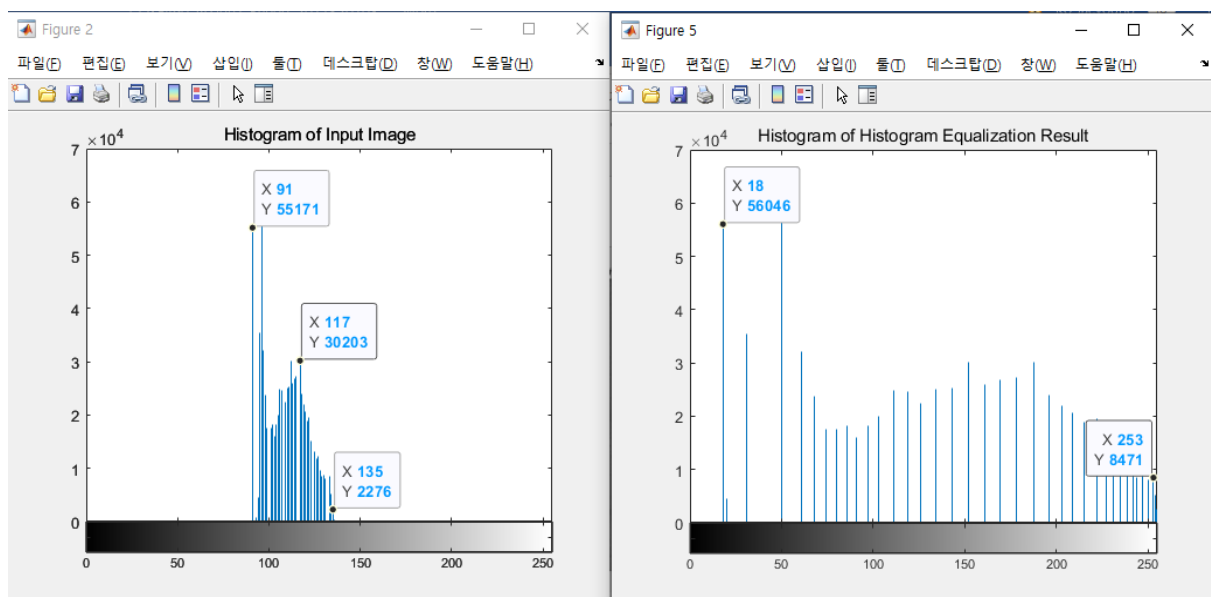 Figure 2
파일(F) 편집(E) 보기(V) 삽입(I) 툴(T) 데스크탑(D) 창(W) 도움말(H)
Histogram of Input Image
×10⁴
7
6
5
4
3
2
1
0
X 91
Y 55171
X 117
Y 30203
X 135
Y 2276
0 50 100 150 200 250
Figure 5
파일(F) 편집(E) 보기(V) 삽입(I) 툴(T) 데스크탑(D) 창(W) 도움말(H)
Histogram of Histogram Equalization Result
×10⁴
7
6
5
4
3
2
1
0
X 18
Y 56046
X 253
Y 8471
0 50 100 150 200 250